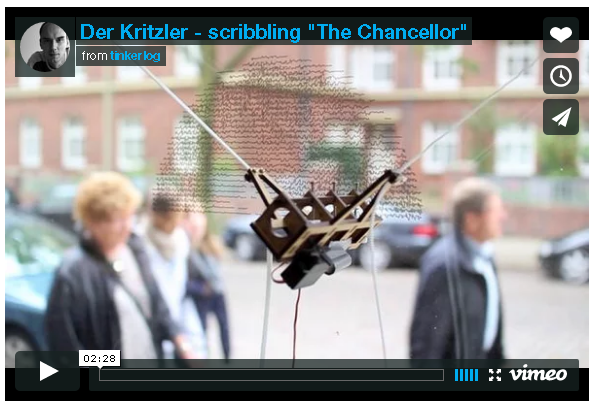 Der Kritzler - scribbling "The Chancellor"
from tinkerlog
02:28
vimeo